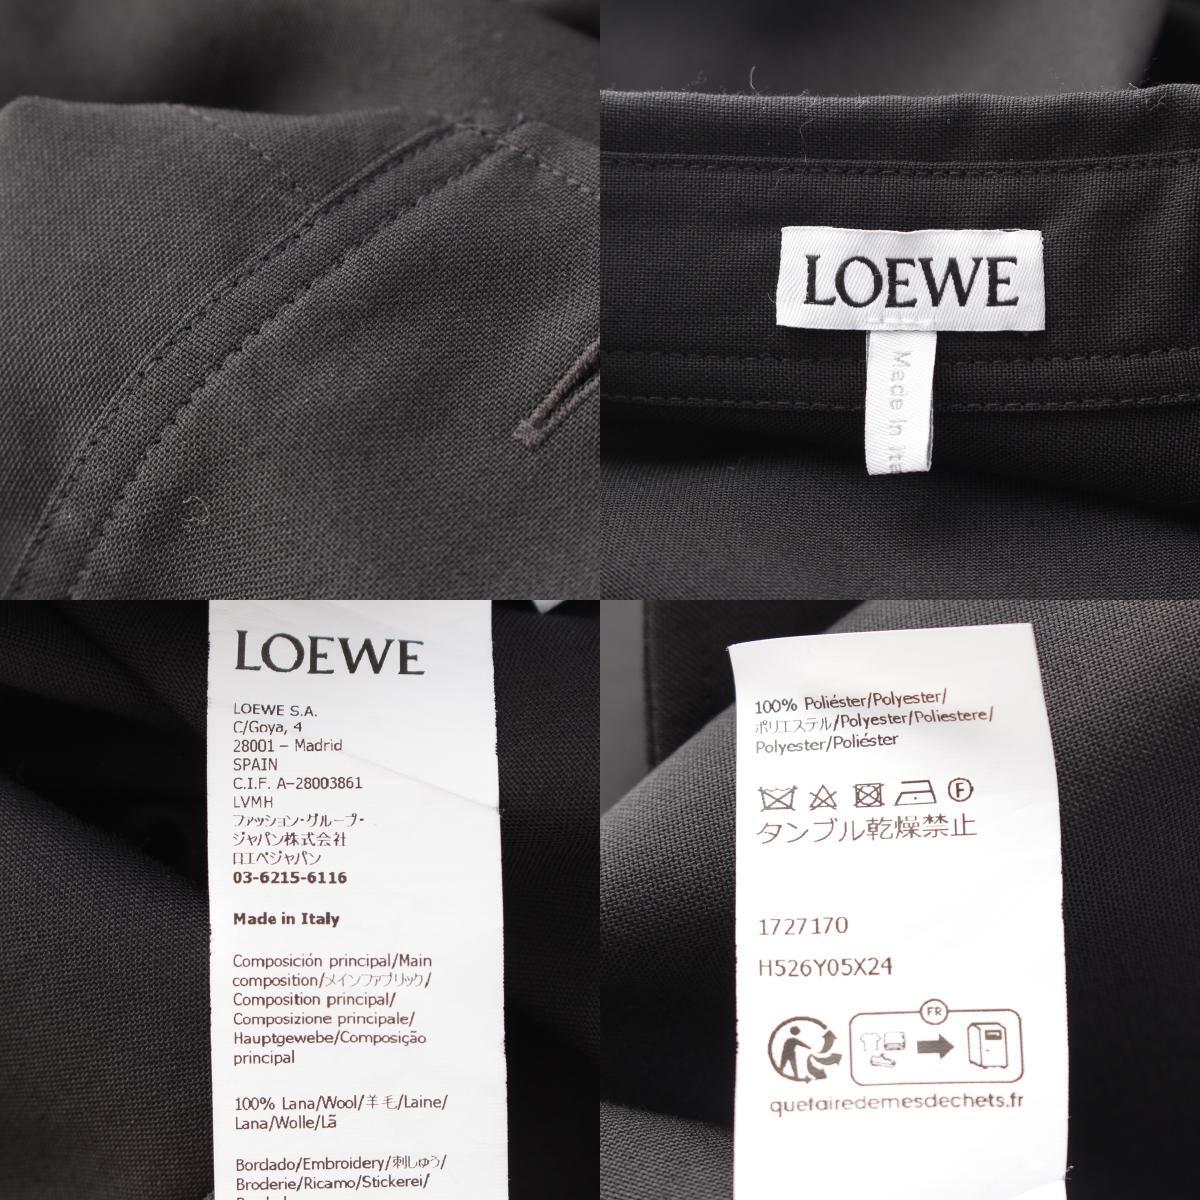 LOEWE
Made in Ita
LOEWE
LOEWE S.A.
C/Goya, 4
28001 – Madrid
SPAIN
C.I.F. A-28003861
LVMH
ファッション・グループ・
ジャパン株式会社
ロエベジャパン
03-6215-6116
Made in Italy
Composición principal/Main
composition/メインファブリック/
Composition principal/
Composizione principale/
Hauptgewebe/Composição
principal
100% Lana/Wool/羊毛/Laine/
Lana/Wolle/Lã
Bordado/Embroidery/刺しゅう/
Broderie/Ricamo/Stickerei/
100% Poliéster/Polyester/
ポリエステル/Polyester/Poliestere/
Polyester/Poliéster
F
タンブル乾燥禁止
1727170
H526Y05X24
FR
quefairedemesdechets.fr